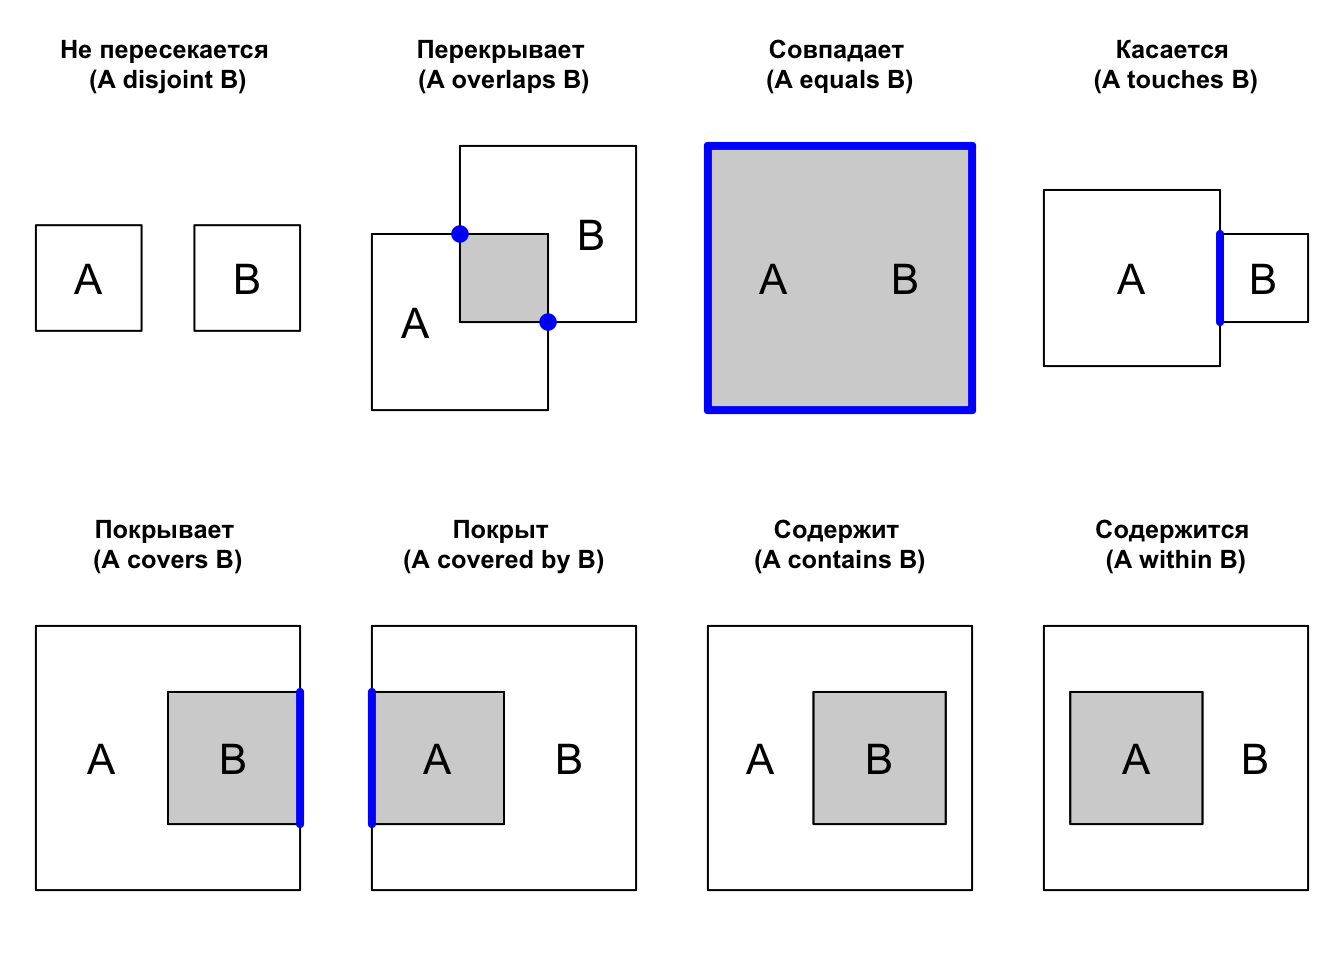 Не пересекается
(A disjoint B)
Перекрывает
(A overlaps B)
Совпадает
(A equals B)
Касается
(A touches B)
A
B
A
B
A
B
A
B
Покрывает
(A covers B)
Покрыт
(A covered by B)
Содержит
(A contains B)
Содержится
(A within B)
A
B
A
B
A
B
A
B